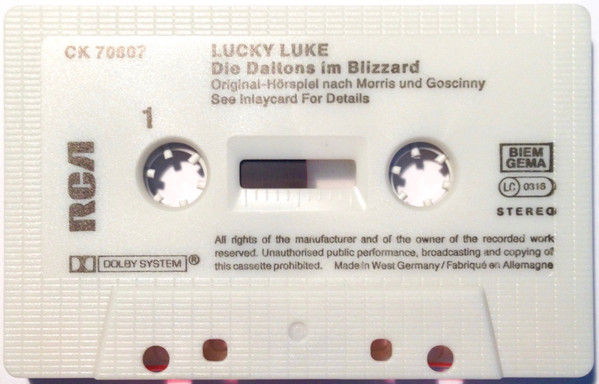 CK 70607
LUCKY LUKE
Die Daltons im Blizzard
Original-Hörspiel nach Morris und Goscinny
See Inlaycard For Details
1
RCA
BIEM
GEMA
LC 0316
STEREO
DOLBY SYSTEM®
All rights of the manufacturer and of the owner of the recorded work
reserved. Unauthorised public performance, broadcasting and copying of
this cassette prohibited. Made in West Germany / Fabriqué en Allemagne